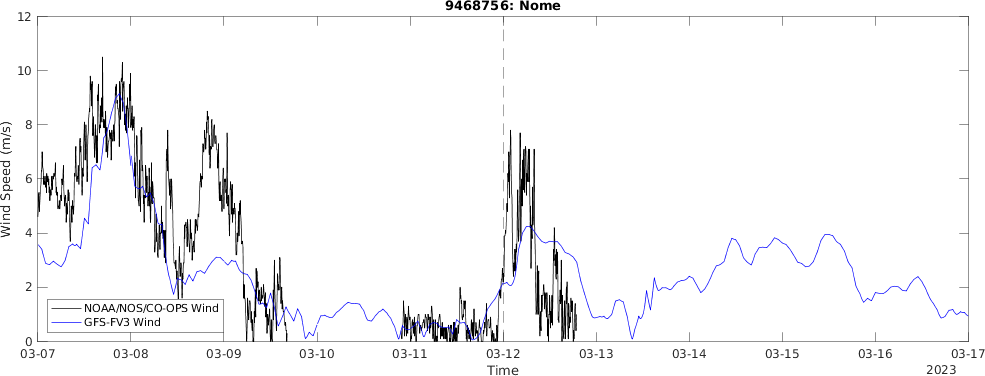 9468756: Nome
Wind Speed (m/s)
12
10
8
6
4
2
0
NOAA/NOS/CO-OPS Wind
GFS-FV3 Wind
03-07 03-08 03-09 03-10 03-11 03-12 03-13 03-14 03-15 03-16 03-17
Time
2023